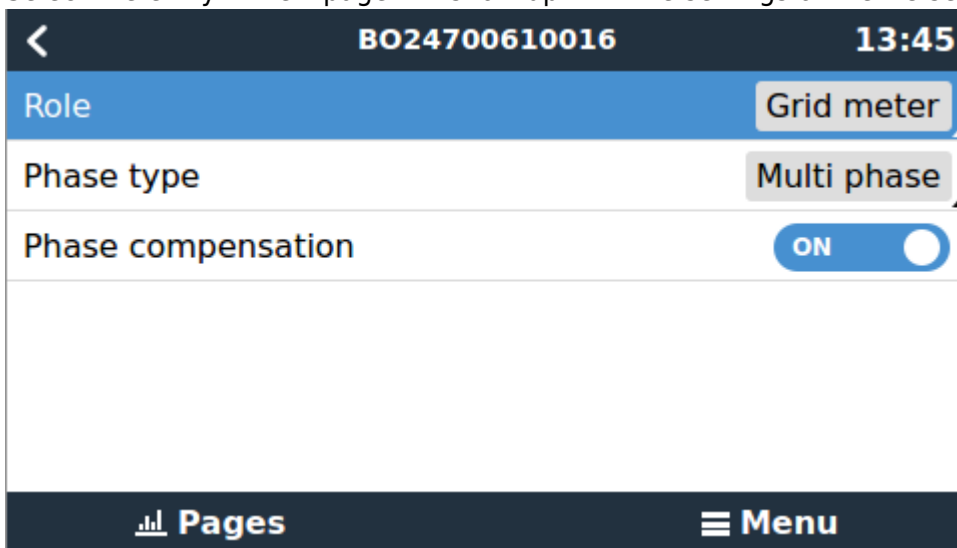 BO24700610016 13:45
Role Grid meter
Phase type Multi phase
Phase compensation ON
Pages Menu